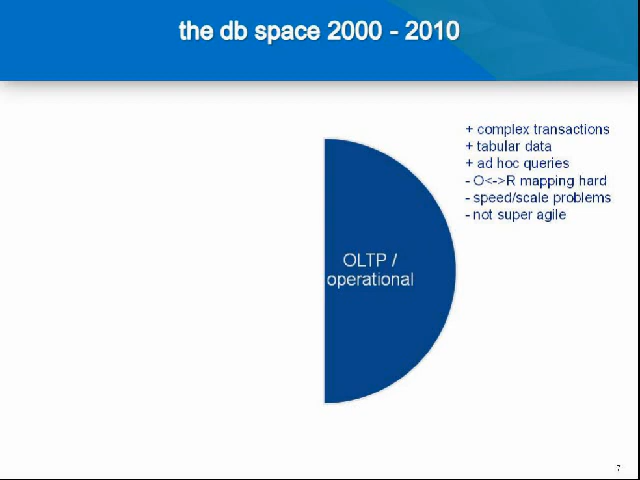 the db space 2000 - 2010
+ complex transactions
+ tabular data
+ ad hoc queries
- O<->R mapping hard
- speed/scale problems
- not super agile
OLTP /
operational
7